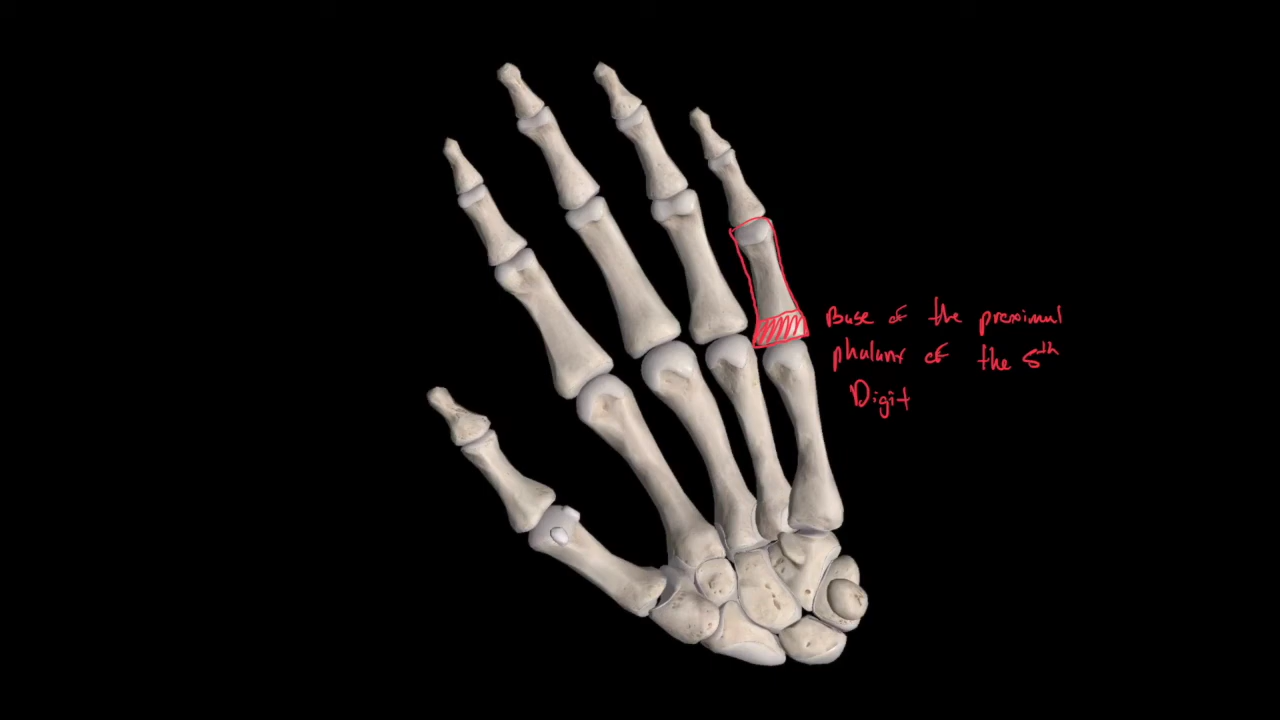 Base of the proximal
phalanx of the 5th
Digit